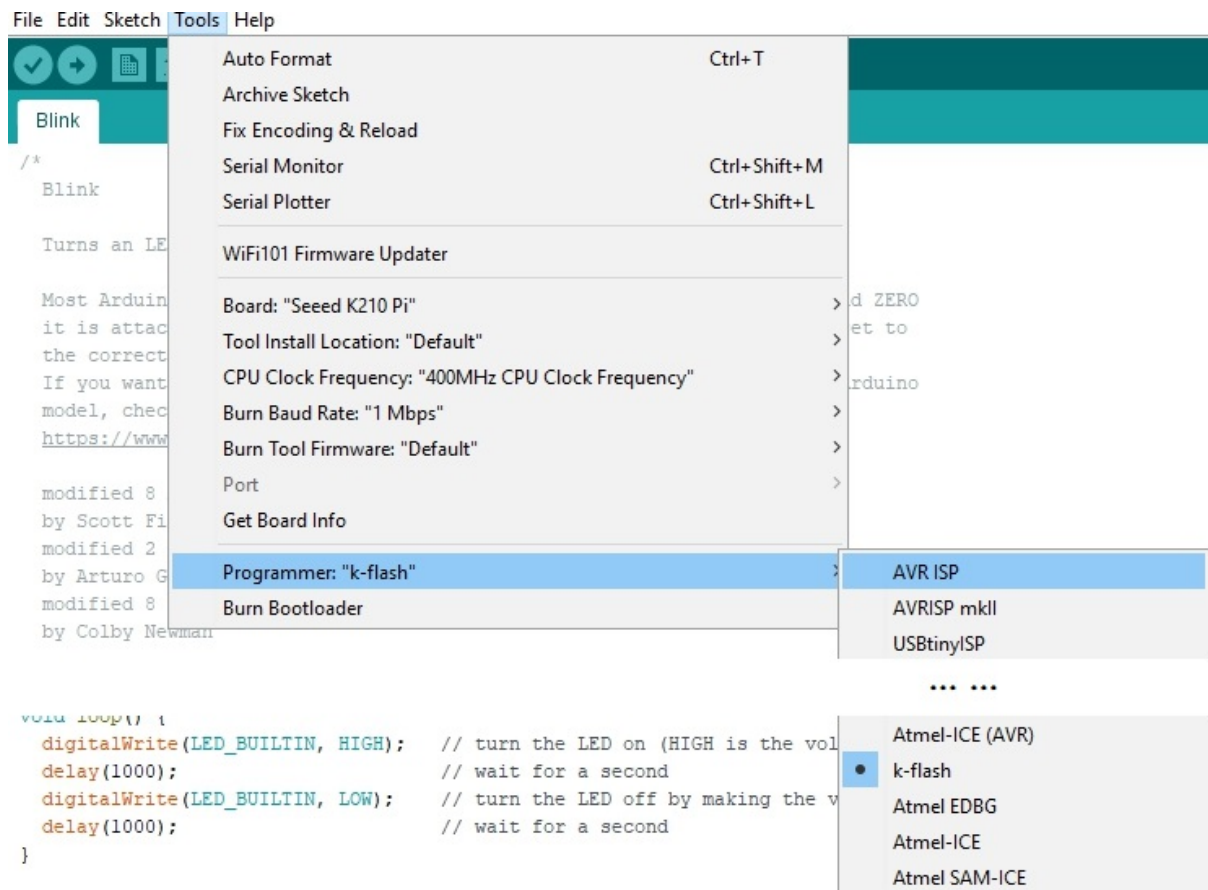 File Edit Sketch Tools Help
Auto Format Ctrl+T
Archive Sketch
Fix Encoding & Reload
Serial Monitor Ctrl+Shift+M
Serial Plotter Ctrl+Shift+L
WiFi101 Firmware Updater
Board: "Seeed K210 Pi"
Tool Install Location: "Default"
CPU Clock Frequency: "400MHz CPU Clock Frequency"
Burn Baud Rate: "1 Mbps"
Burn Tool Firmware: "Default"
Port
Get Board Info
Programmer: "k-flash"
Burn Bootloader
AVR ISP
AVRISP mkII
USBtinyISP
... ...
Atmel-ICE (AVR)
k-flash
Atmel EDBG
Atmel-ICE
Atmel SAM-ICE
Blink
/*
Blink
Turns an LE
Most Arduin d ZERO
it is attac et to
the correct
If you want rduino
model, chec
https://www
modified 8
by Scott Fi
modified 2
by Arturo G
modified 8
by Colby Newman
void loop() {
digitalWrite(LED_BUILTIN, HIGH); // turn the LED on (HIGH is the vol
delay(1000); // wait for a second
digitalWrite(LED_BUILTIN, LOW); // turn the LED off by making the v
delay(1000); // wait for a second
}